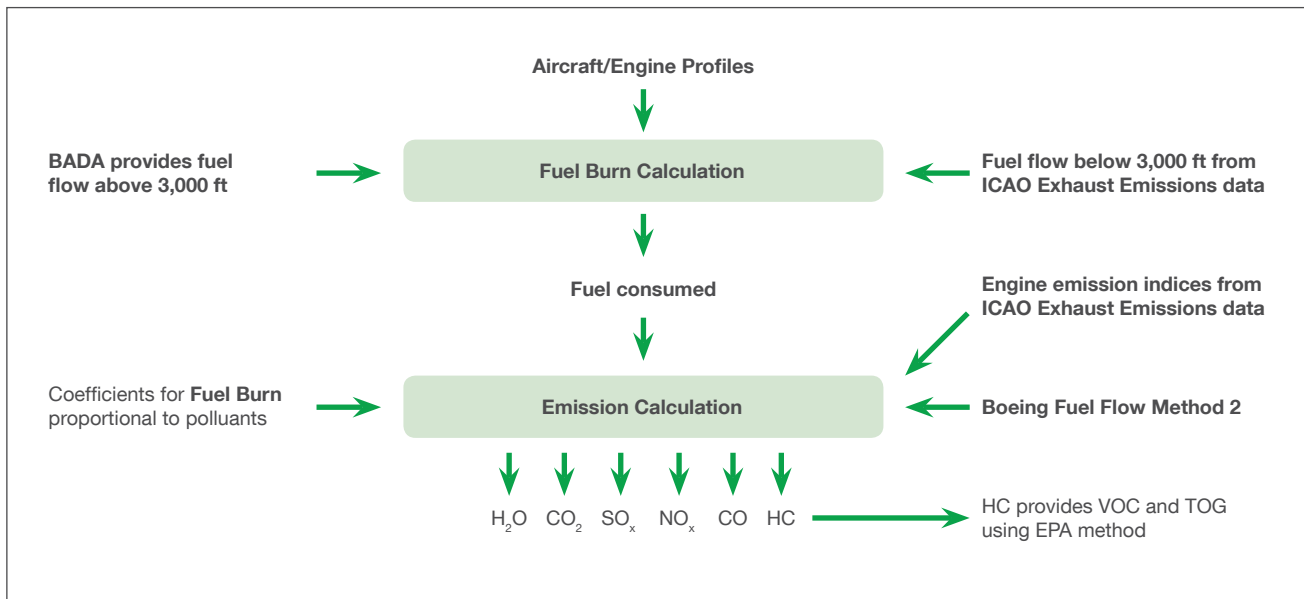 Aircraft/Engine Profiles
BADA provides fuel
flow above 3,000 ft
Fuel Burn Calculation
Fuel flow below 3,000 ft from
ICAO Exhaust Emissions data
Fuel consumed
Engine emission indices from
ICAO Exhaust Emissions data
Coefficients for Fuel Burn
proportional to polluants
Emission Calculation
Boeing Fuel Flow Method 2
H₂O CO₂ SOₓ NOₓ CO HC
HC provides VOC and TOG
using EPA method